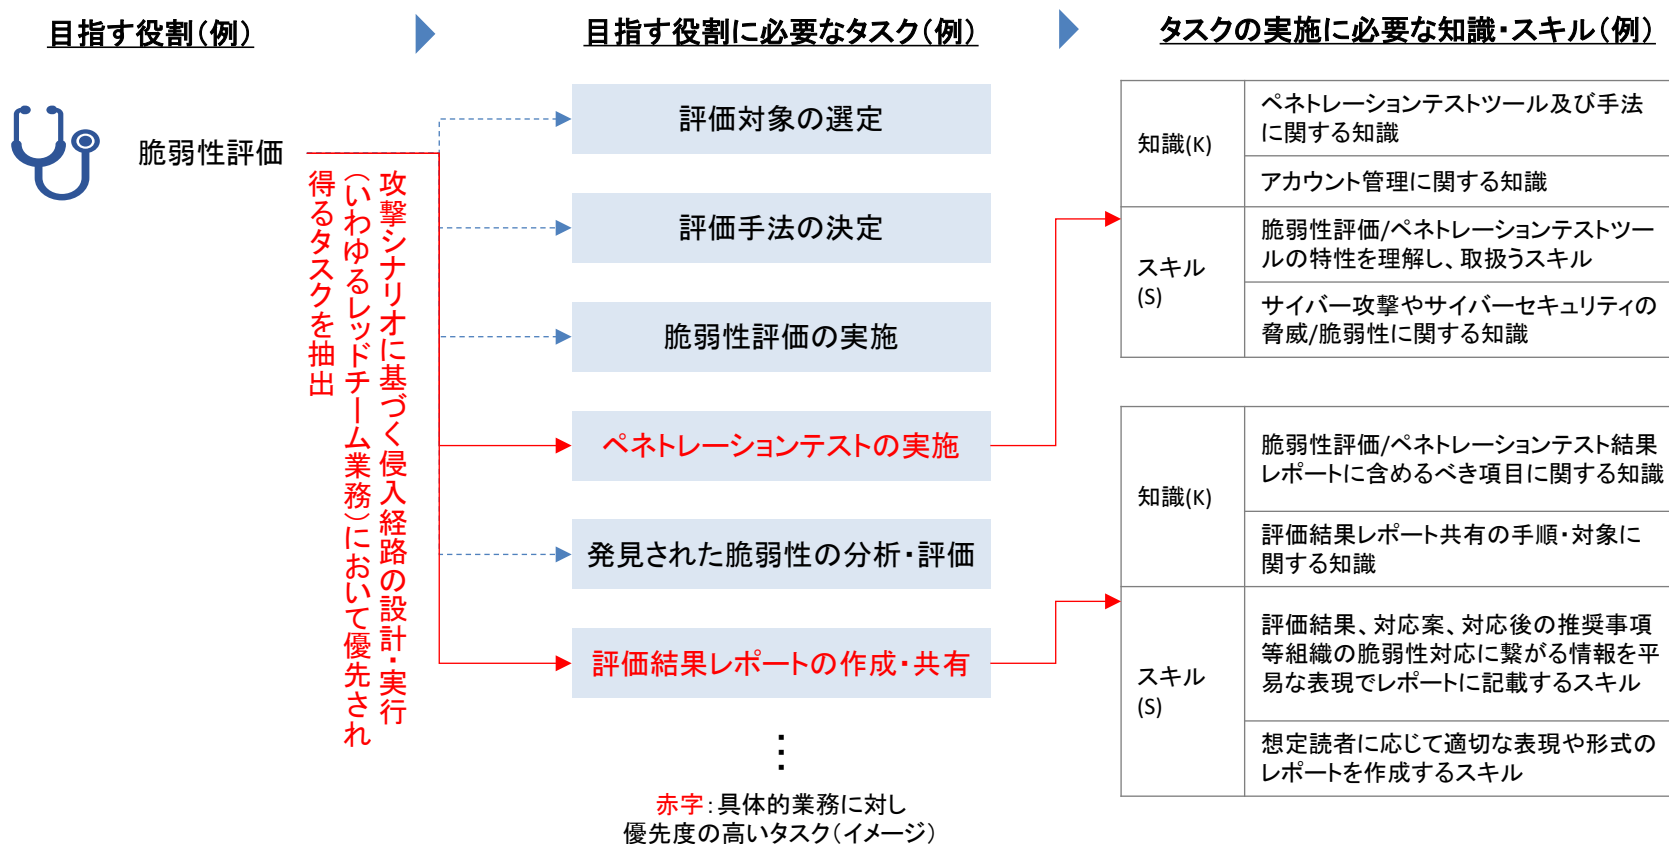 目指す役割(例)
目指す役割に必要なタスク(例)
タスクの実施に必要な知識・スキル(例)
脆弱性評価
攻撃シナリオに基づく侵入経路の設計・実行
(いわゆるレッドチーム業務)において優先され
得るタスクを抽出
評価対象の選定
評価手法の決定
脆弱性評価の実施
ペネトレーションテストの実施
発見された脆弱性の分析・評価
評価結果レポートの作成・共有
⋮
赤字:具体的業務に対し
優先度の高いタスク(イメージ)
知識(K)
ペネトレーションテストツール及び手法
に関する知識
アカウント管理に関する知識
スキル
(S)
脆弱性評価/ペネトレーションテストツー
ルの特性を理解し、取扱うスキル
サイバー攻撃やサイバーセキュリティの
脅威/脆弱性に関する知識
知識(K)
脆弱性評価/ペネトレーションテスト結果
レポートに含めるべき項目に関する知識
評価結果レポート共有の手順・対象に
関する知識
スキル
(S)
評価結果、対応案、対応後の推奨事項
等組織の脆弱性対応に繋がる情報を平
易な表現でレポートに記載するスキル
想定読者に応じて適切な表現や形式の
レポートを作成するスキル